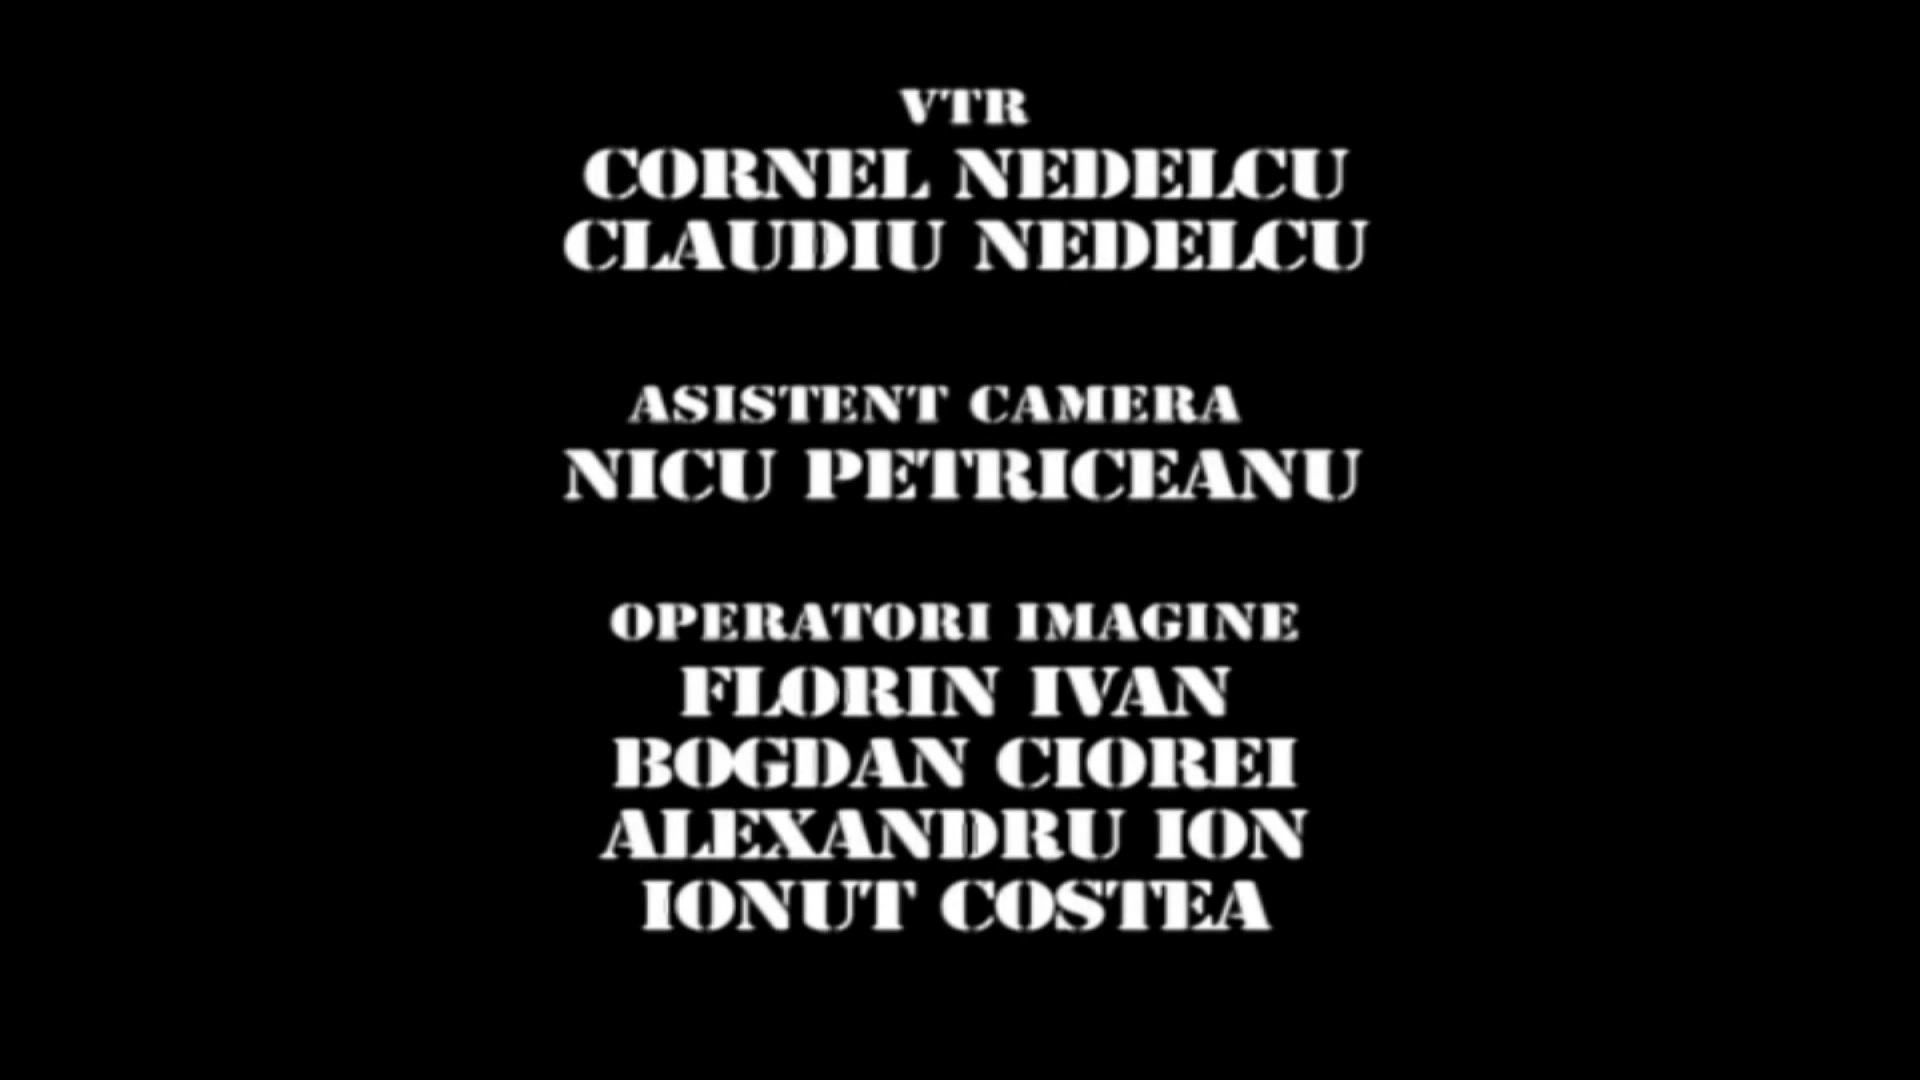 VTR
CORNEL NEDELCU
CLAUDIU NEDELCU
ASISTENT CAMERA
NICU PETRICEANU
OPERATORI IMAGINE
FLORIN IVAN
BOGDAN CIOREI
ALEXANDRU ION
IONUT COSTEA